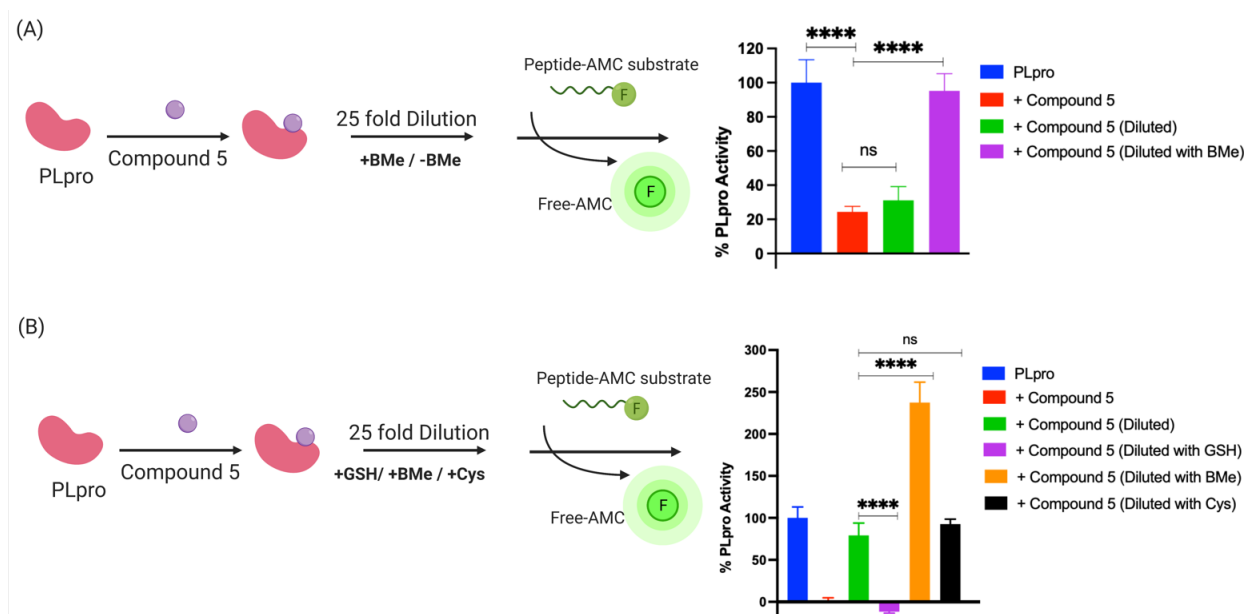 (A)
PLpro
Compound 5
25 fold Dilution
+BMe / -BMe
Peptide-AMC substrate
F
Free-AMC
F
% PLpro Activity
120
100
80
60
40
20
0
****
****
ns
PLpro
+ Compound 5
+ Compound 5 (Diluted)
+ Compound 5 (Diluted with BMe)
(B)
PLpro
Compound 5
25 fold Dilution
+GSH/ +BMe / +Cys
Peptide-AMC substrate
F
Free-AMC
F
% PLpro Activity
300
250
200
150
100
50
0
ns
****
****
PLpro
+ Compound 5
+ Compound 5 (Diluted)
+ Compound 5 (Diluted with GSH)
+ Compound 5 (Diluted with BMe)
+ Compound 5 (Diluted with Cys)